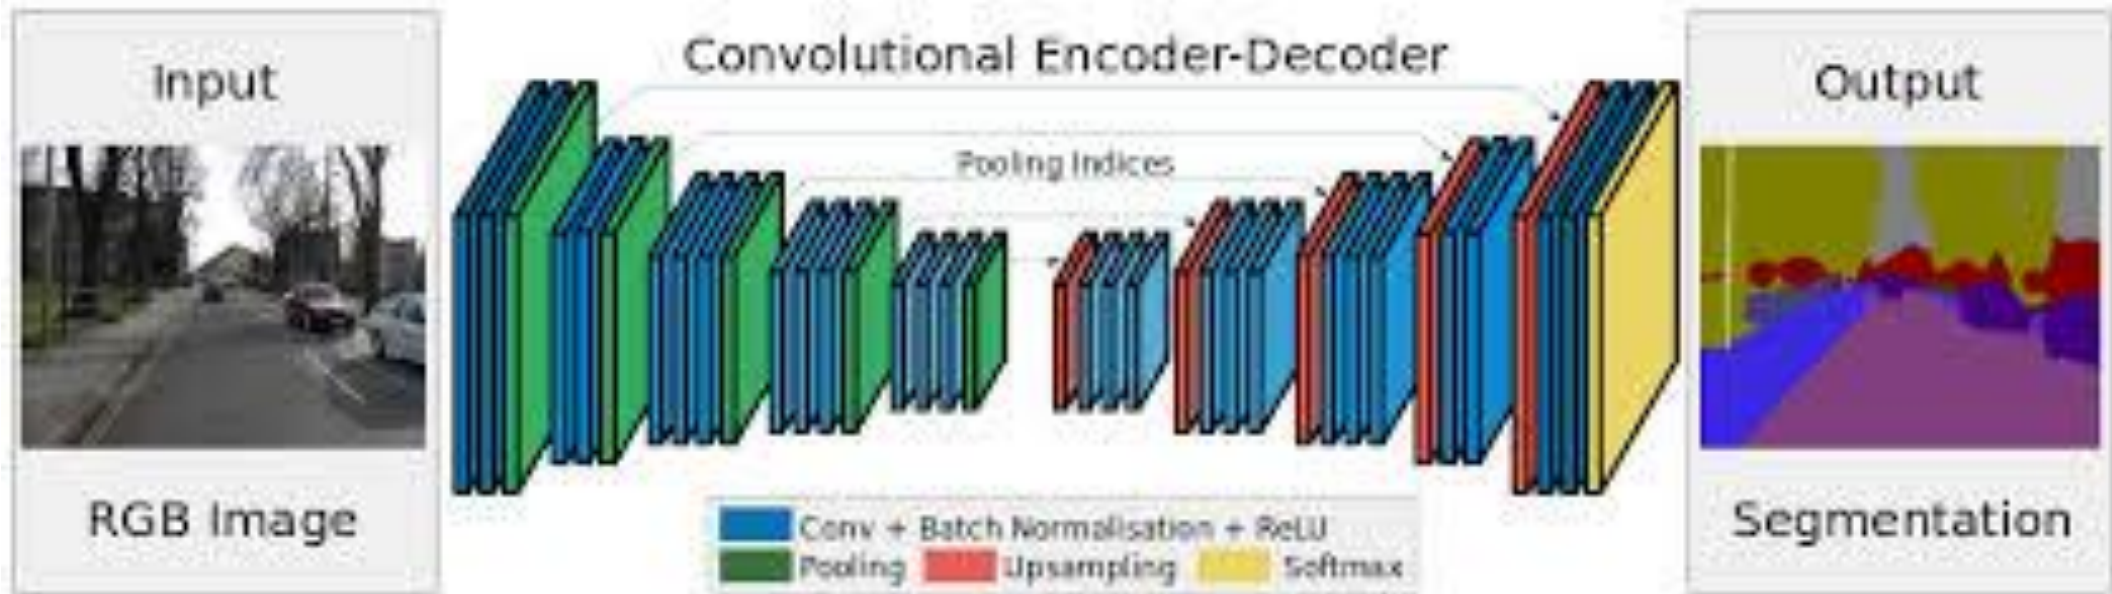 Input
RGB Image
Convolutional Encoder-Decoder
Pooling Indices
Conv + Batch Normalisation + ReLU
Pooling Upsampling Softmax
Output
Segmentation